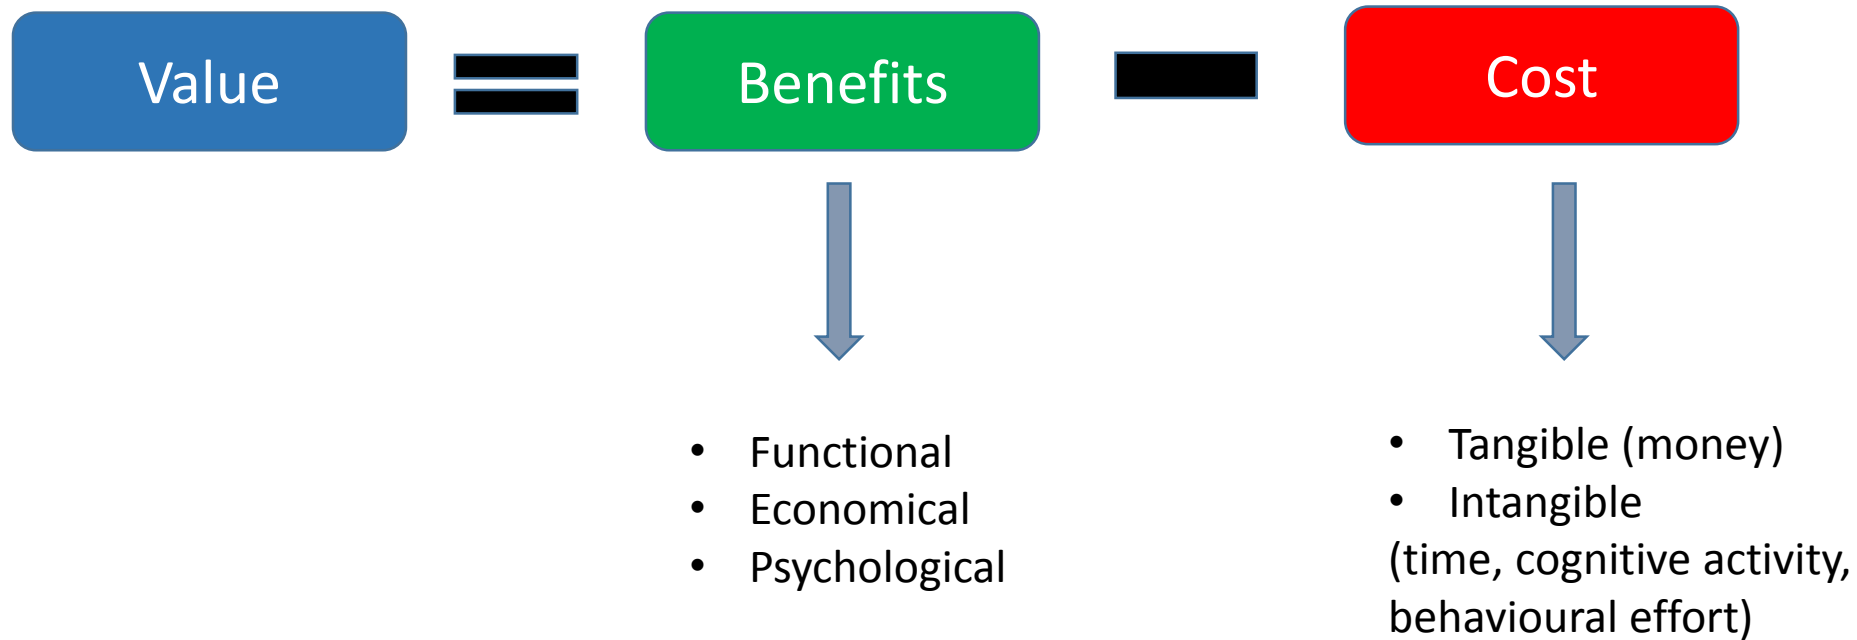 Value
Benefits
Cost
• Functional
• Economical
• Psychological
• Tangible (money)
• Intangible
(time, cognitive activity,
behavioural effort)